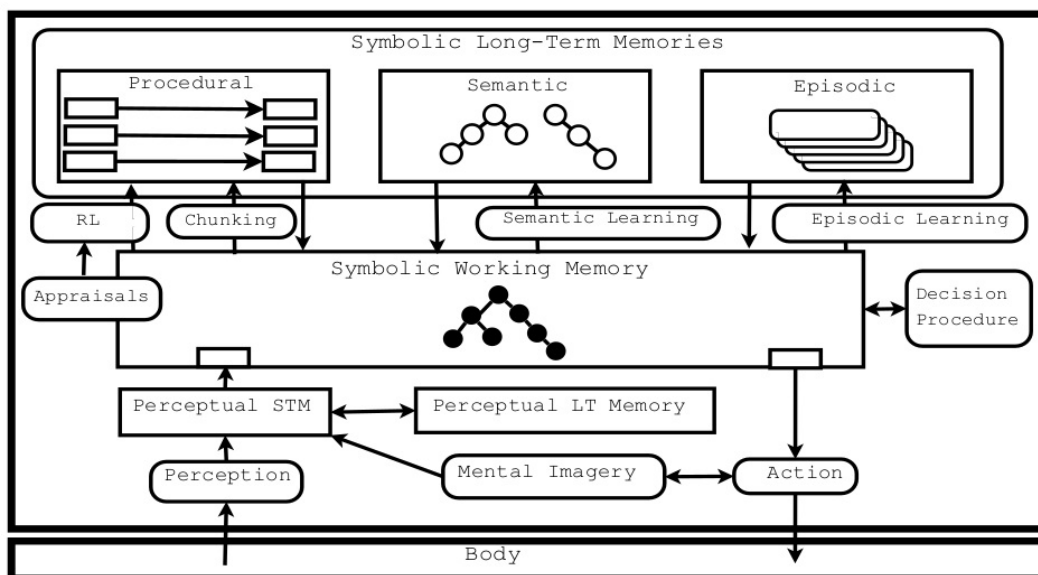 Symbolic Long-Term Memories
Procedural
Semantic
Episodic
RL
Chunking
Semantic Learning
Episodic Learning
Symbolic Working Memory
Appraisals
Decision
Procedure
Perceptual STM
Perceptual LT Memory
Perception
Mental Imagery
Action
Body